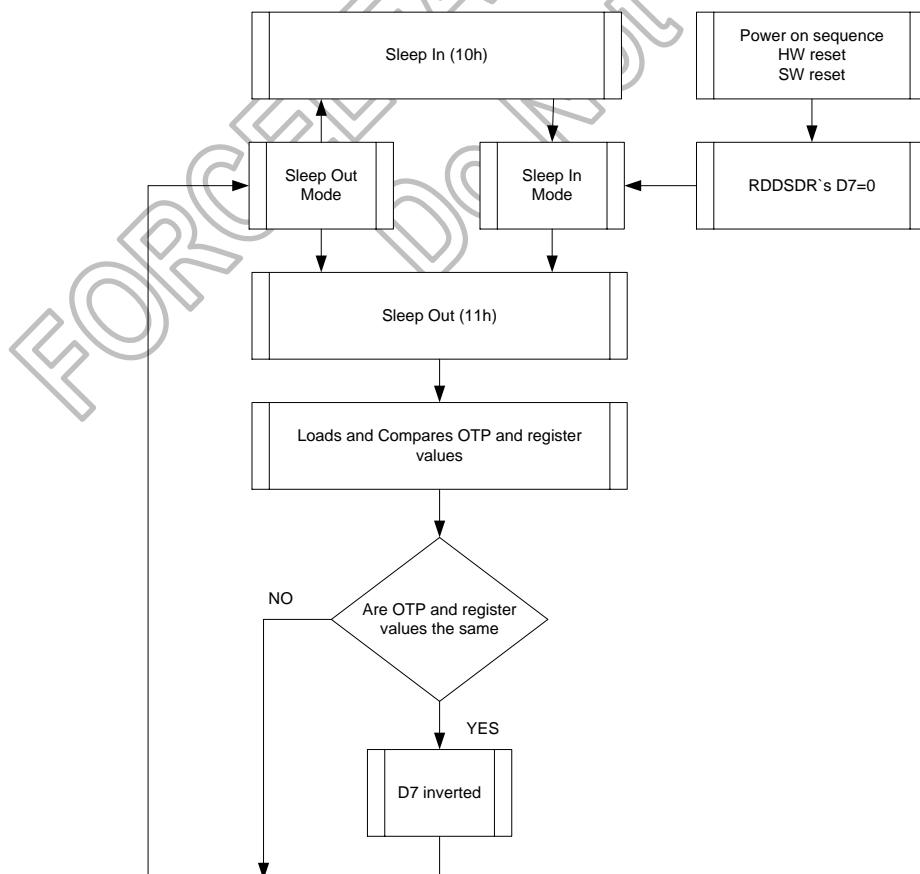 Sleep In (10h)
Power on sequence
HW reset
SW reset
Sleep Out
Mode
Sleep In
Mode
RDDSDR`s D7=0
Sleep Out (11h)
Loads and Compares OTP and register
values
Are OTP and register
values the same
NO
YES
D7 inverted
Do Not